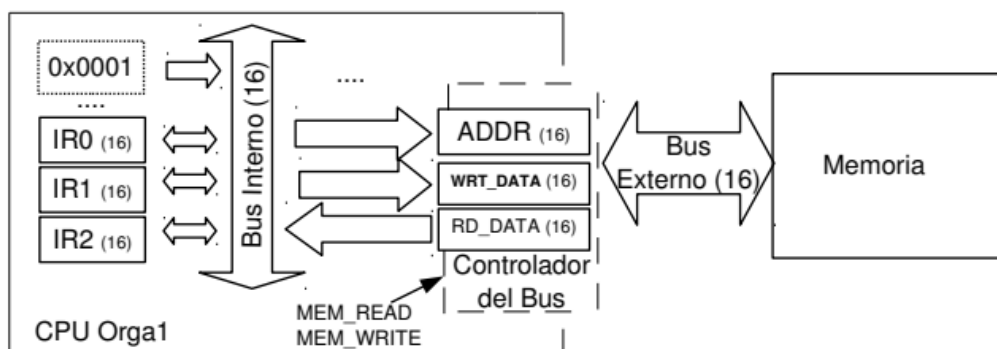 0x0001
....
IR0 (16)
IR1 (16)
IR2 (16)
Bus Interno (16)
....
ADDR (16)
WRT_DATA (16)
RD_DATA (16)
Controlador
del Bus
MEM_READ
MEM_WRITE
CPU Orga1
Bus
Externo (16)
Memoria